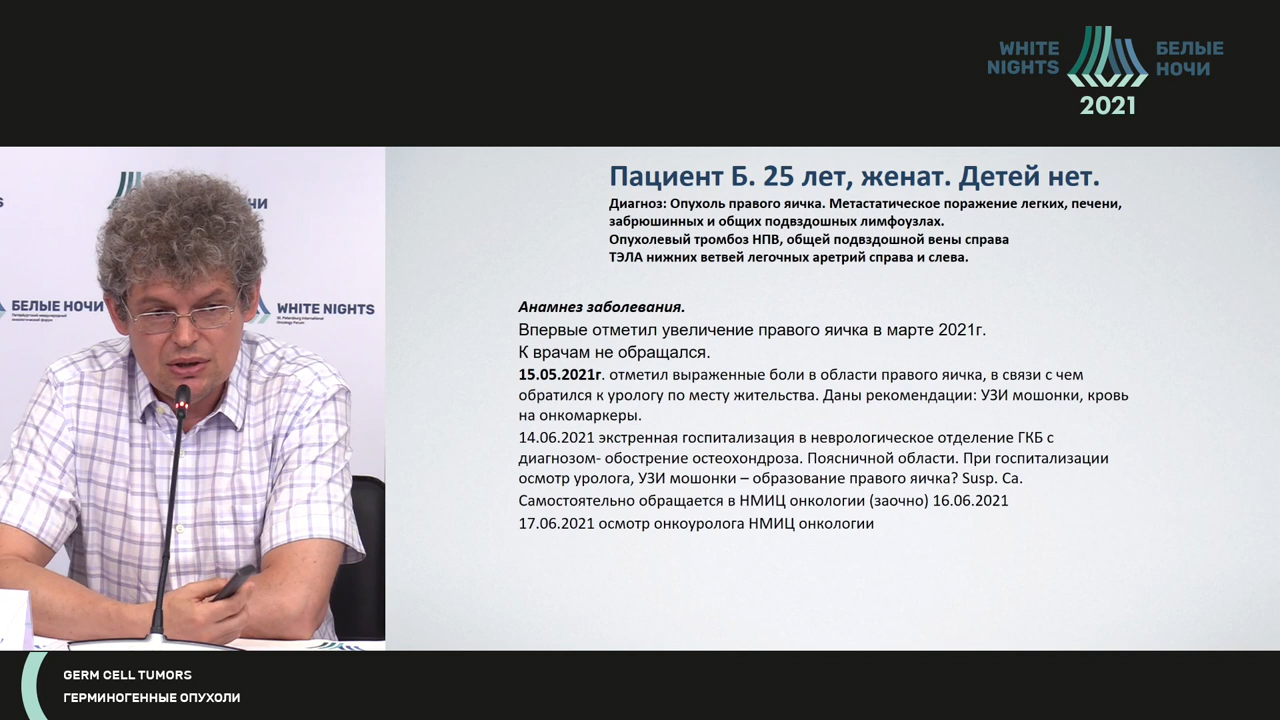 WHITE
NIGHTS
БЕЛЫЕ
НОЧИ
2021
Пациент Б. 25 лет, женат. Детей нет.
Диагноз: Опухоль правого яичка. Метастатическое поражение легких, печени,
забрюшинных и общих подвздошных лимфоузлах.
Опухолевый тромбоз НПВ, общей подвздошной вены справа
ТЭЛА нижних ветвей легочных аретрий справа и слева.
Анамнез заболевания.
Впервые отметил увеличение правого яичка в марте 2021г.
К врачам не обращался.
15.05.2021г. отметил выраженные боли в области правого яичка, в связи с чем
обратился к урологу по месту жительства. Даны рекомендации: УЗИ мошонки, кровь
на онкомаркеры.
14.06.2021 экстренная госпитализация в неврологическое отделение ГКБ с
диагнозом- обострение остеохондроза. Поясничной области. При госпитализации
осмотр уролога, УЗИ мошонки – образование правого яичка? Susp. Ca.
Самостоятельно обращается в НМИЦ онкологии (заочно) 16.06.2021
17.06.2021 осмотр онкоуролога НМИЦ онкологии
БЕЛЫЕ НОЧИ
WHITE NIGHTS
St. Petersburg International
Oncology Forum
GERM CELL TUMORS
ГЕРМИНОГЕННЫЕ ОПУХОЛИ